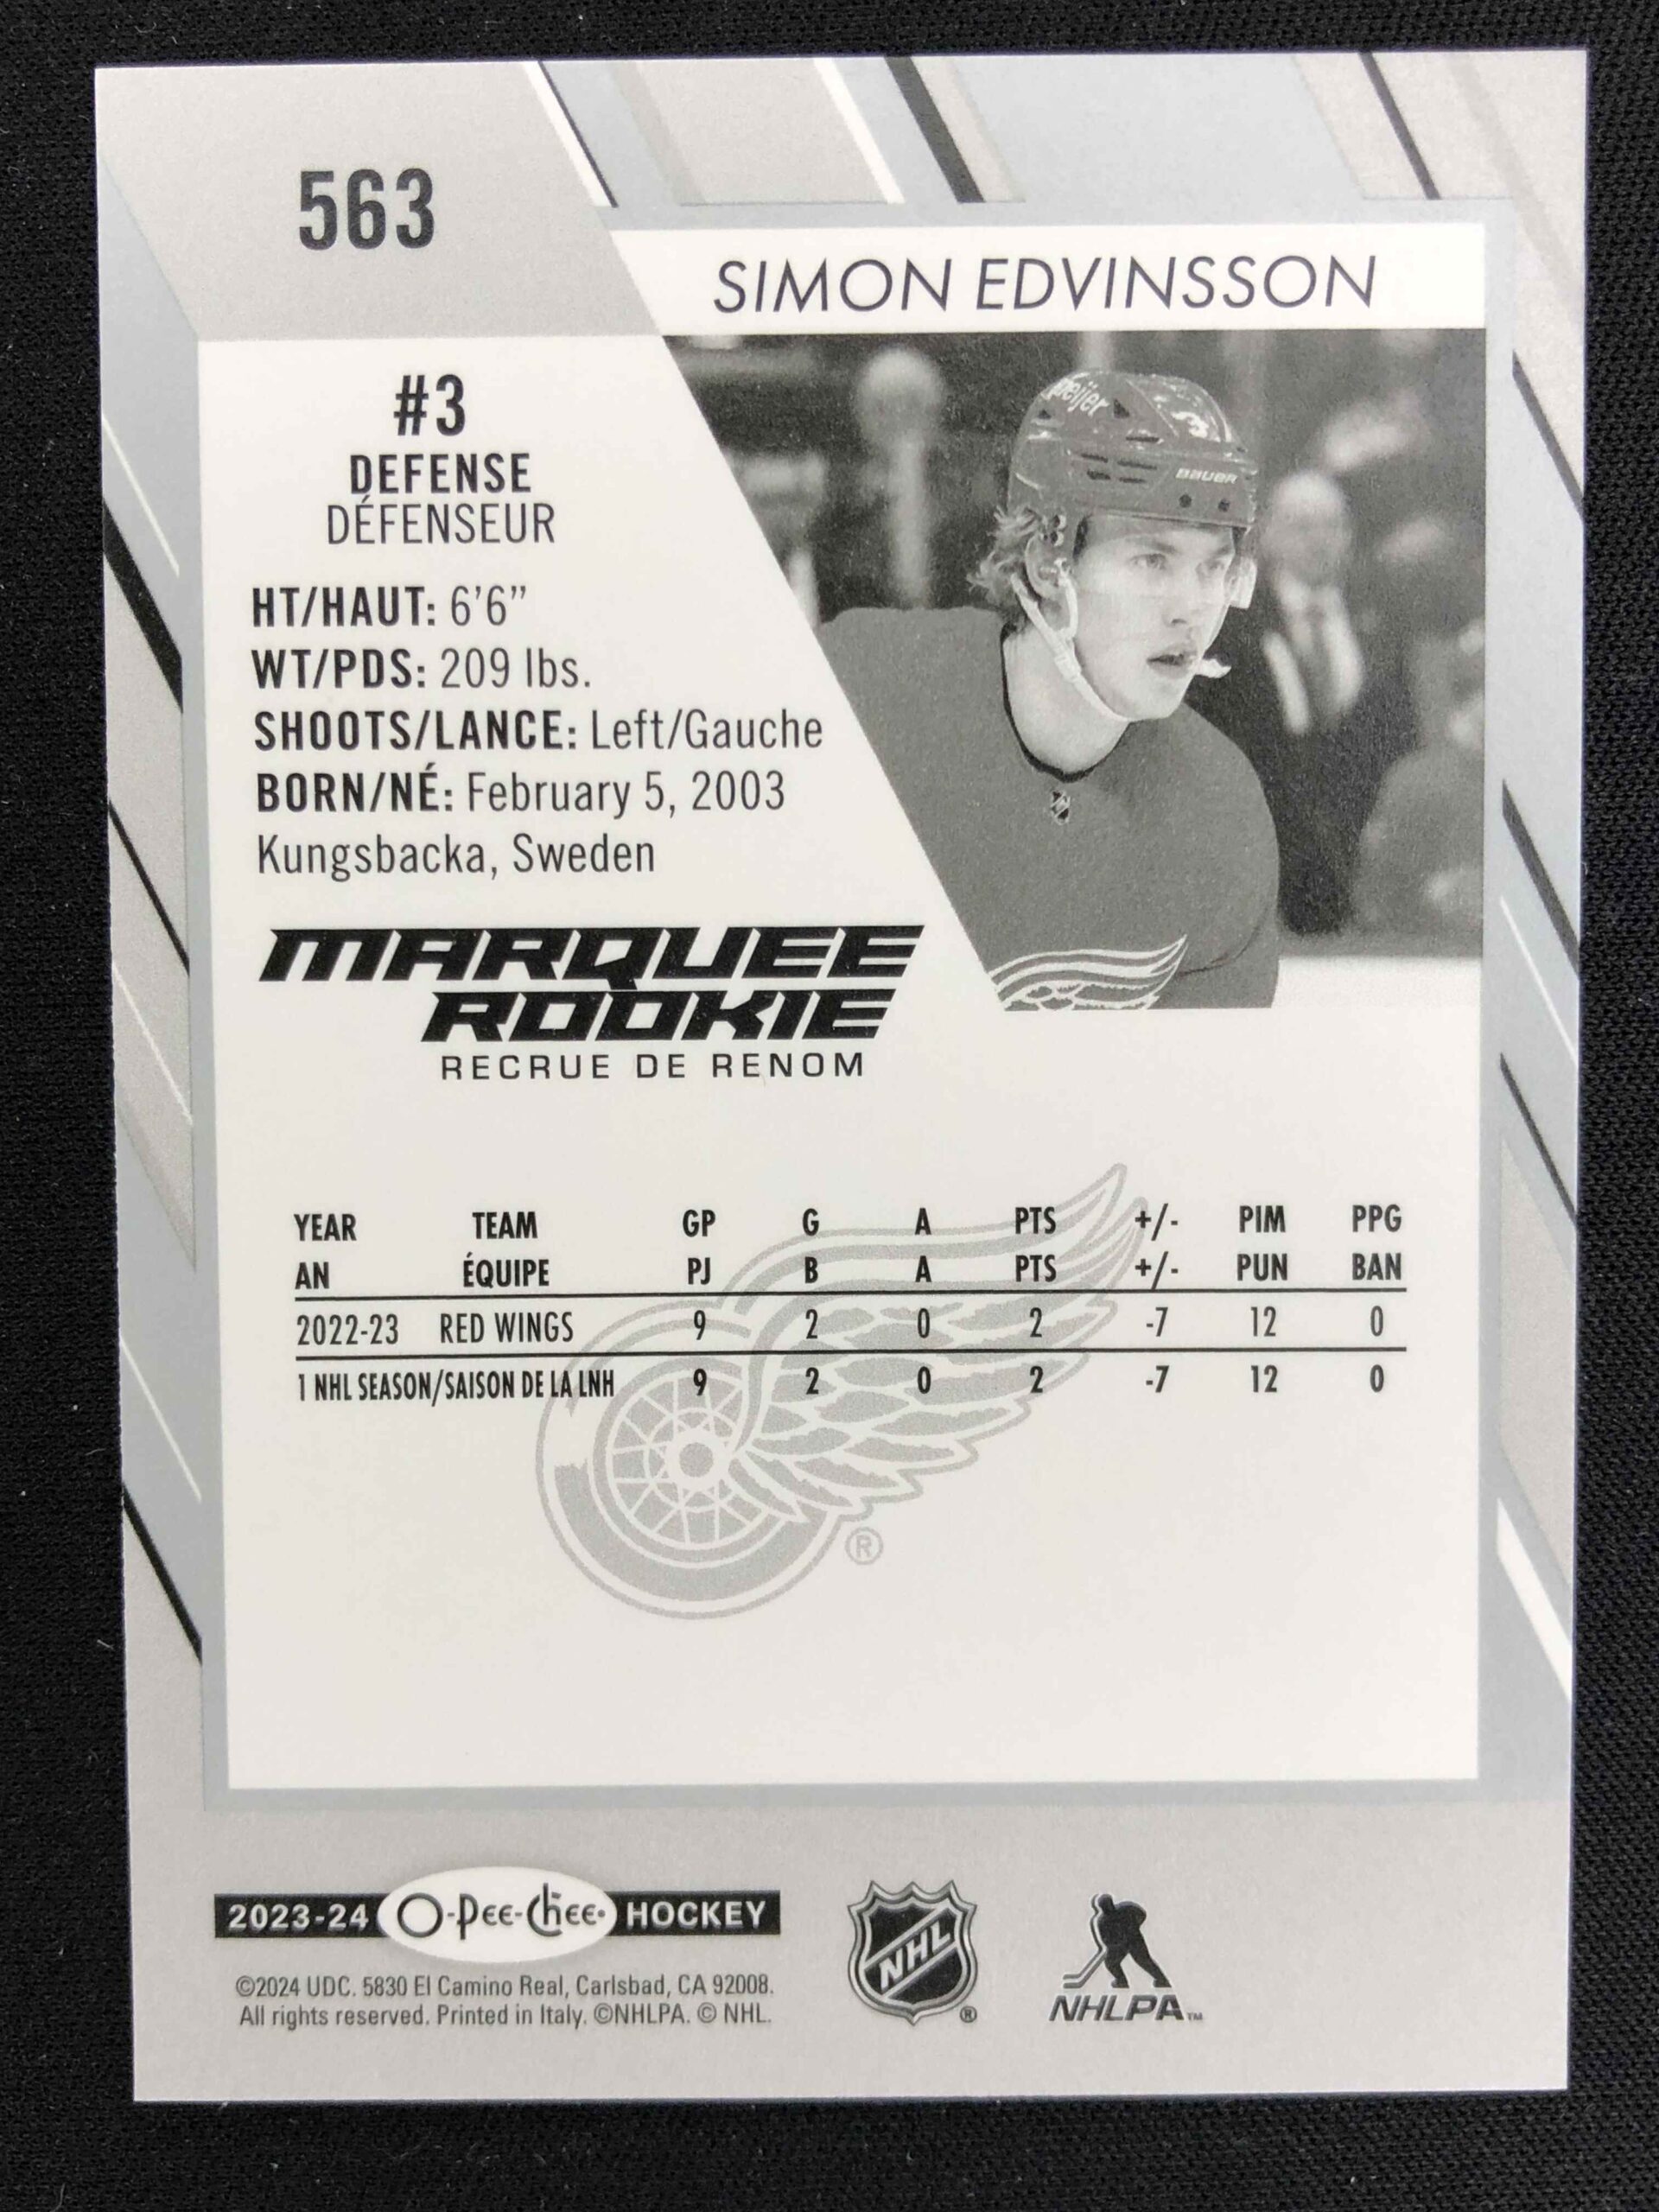 563
SIMON EDVINSSON
#3
DEFENSE
DÉFENSEUR
HT/HAUT: 6'6"
WT/PDS: 209 lbs.
SHOOTS/LANCE: Left/Gauche
BORN/NÉ: February 5, 2003
Kungsbacka, Sweden
meijer
BAUER
MARQUEE
ROOKIE
RECRUE DE RENOM
YEAR TEAM GP G A PTS +/- PIM PPG
AN ÉQUIPE PJ B A PTS +/- PUN BAN
2022-23 RED WINGS 9 2 0 2 -7 12 0
1 NHL SEASON/SAISON DE LA LNH 9 2 0 2 -7 12 0
®
2023-24 O-Pee-Chee HOCKEY
©2024 UDC. 5830 El Camino Real, Carlsbad, CA 92008.
All rights reserved. Printed in Italy. ©NHLPA. © NHL.
NHL ®
NHLPA™